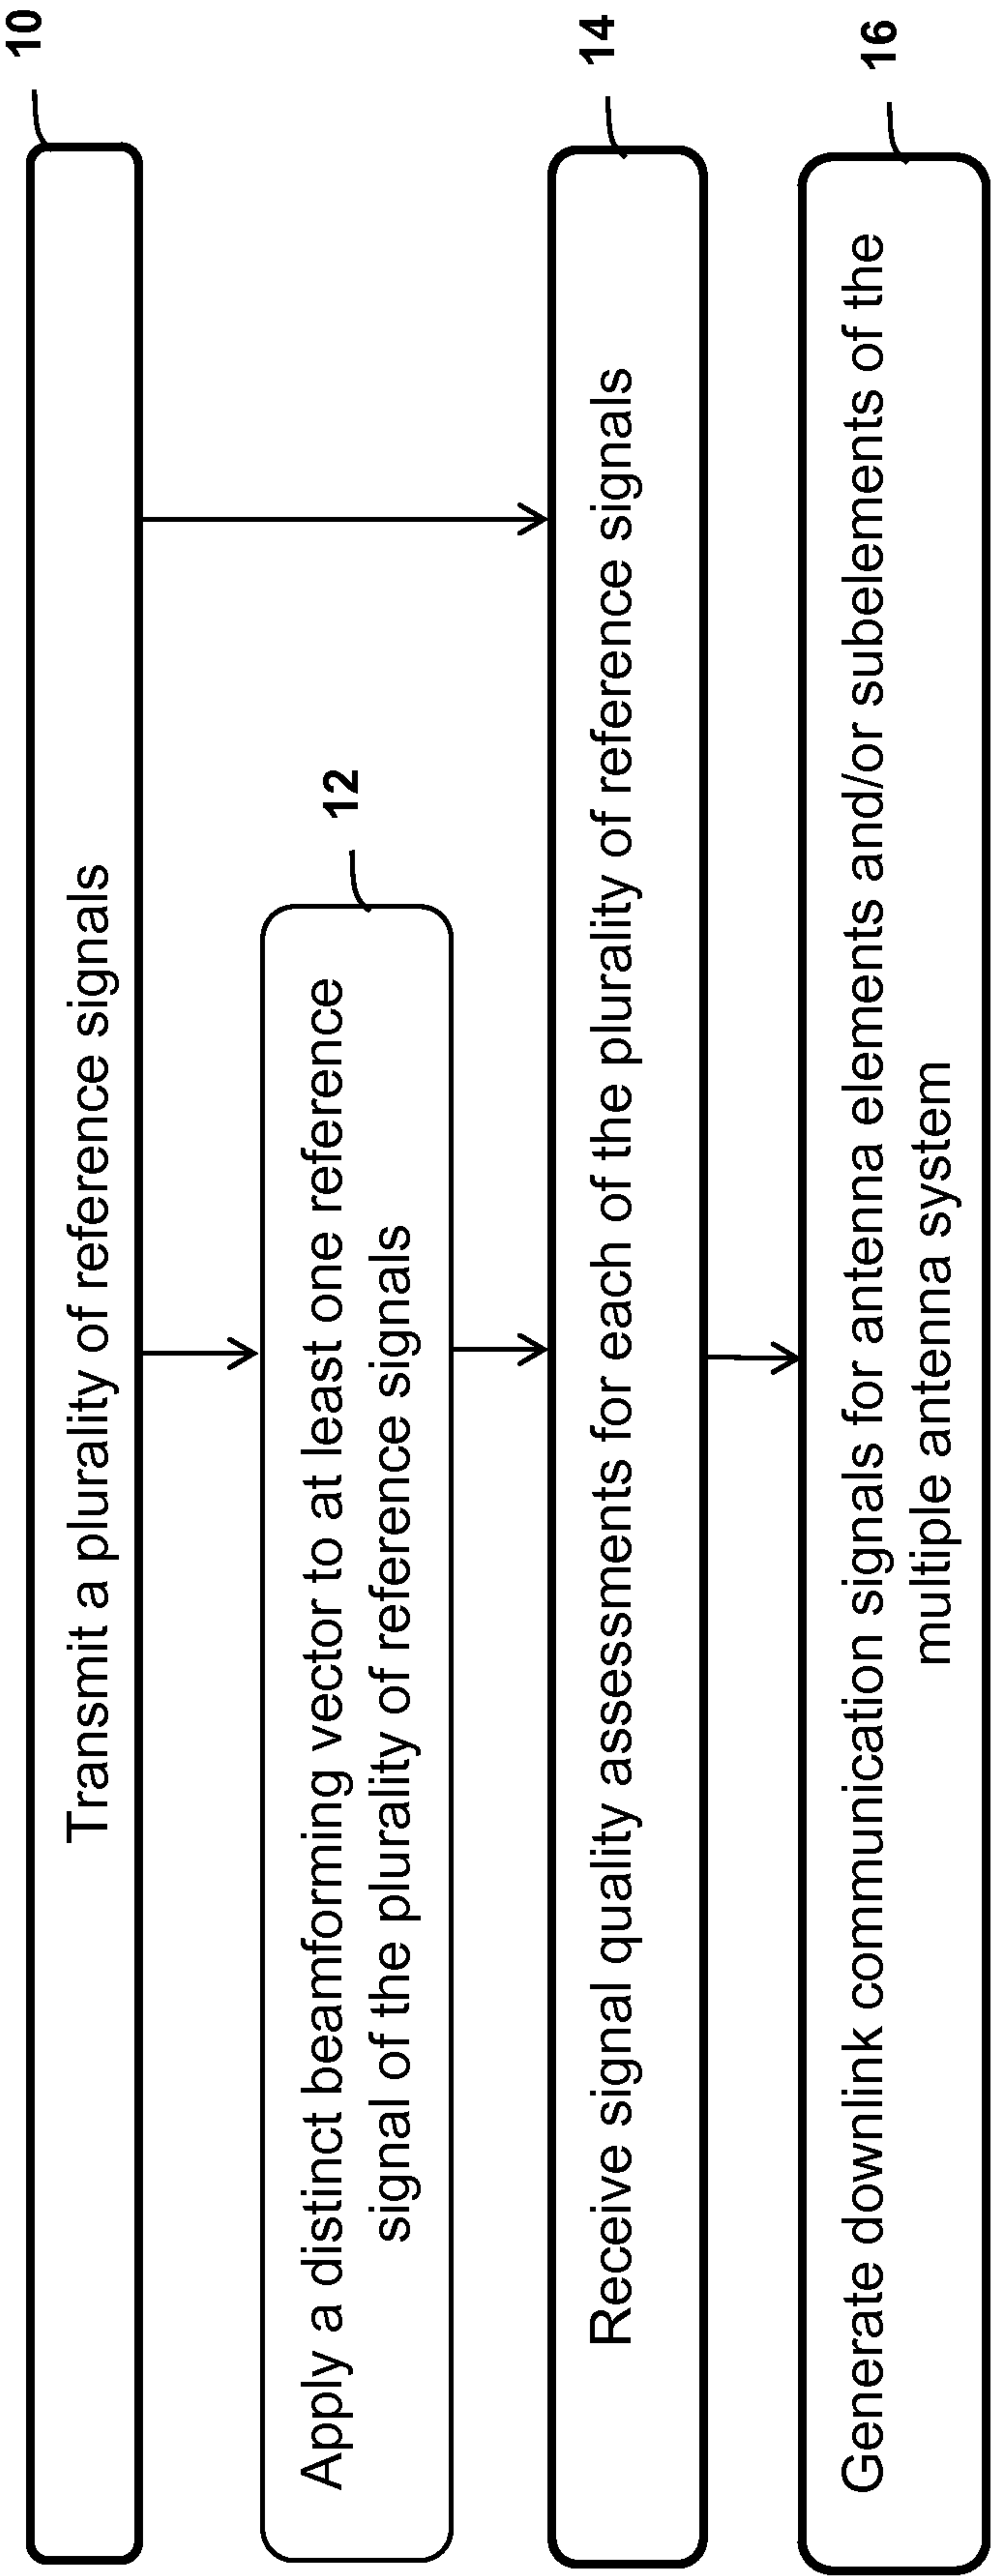 10
Transmit a plurality of reference signals
12
Apply a distinct beamforming vector to at least one reference
signal of the plurality of reference signals
14
Receive signal quality assessments for each of the plurality of reference signals
16
Generate downlink communication signals for antenna elements and/or subelements of the
multiple antenna system